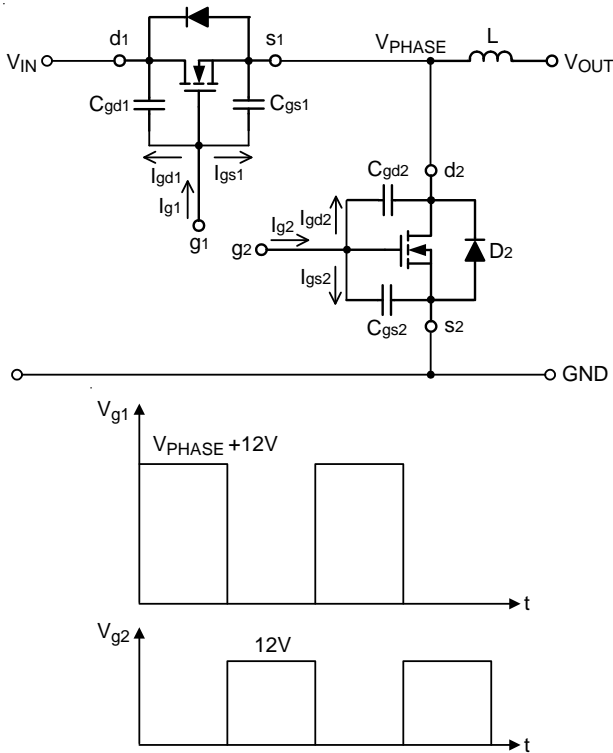 d1
s1
VPHASE
L
VIN
VOUT
Cgd1
Cgs1
Igd1
Igs1
Ig1
g1
Cgd2
d2
Ig2
Igd2
g2
D2
Igs2
Cgs2
s2
GND
Vg1
VPHASE +12V
t
Vg2
12V
t